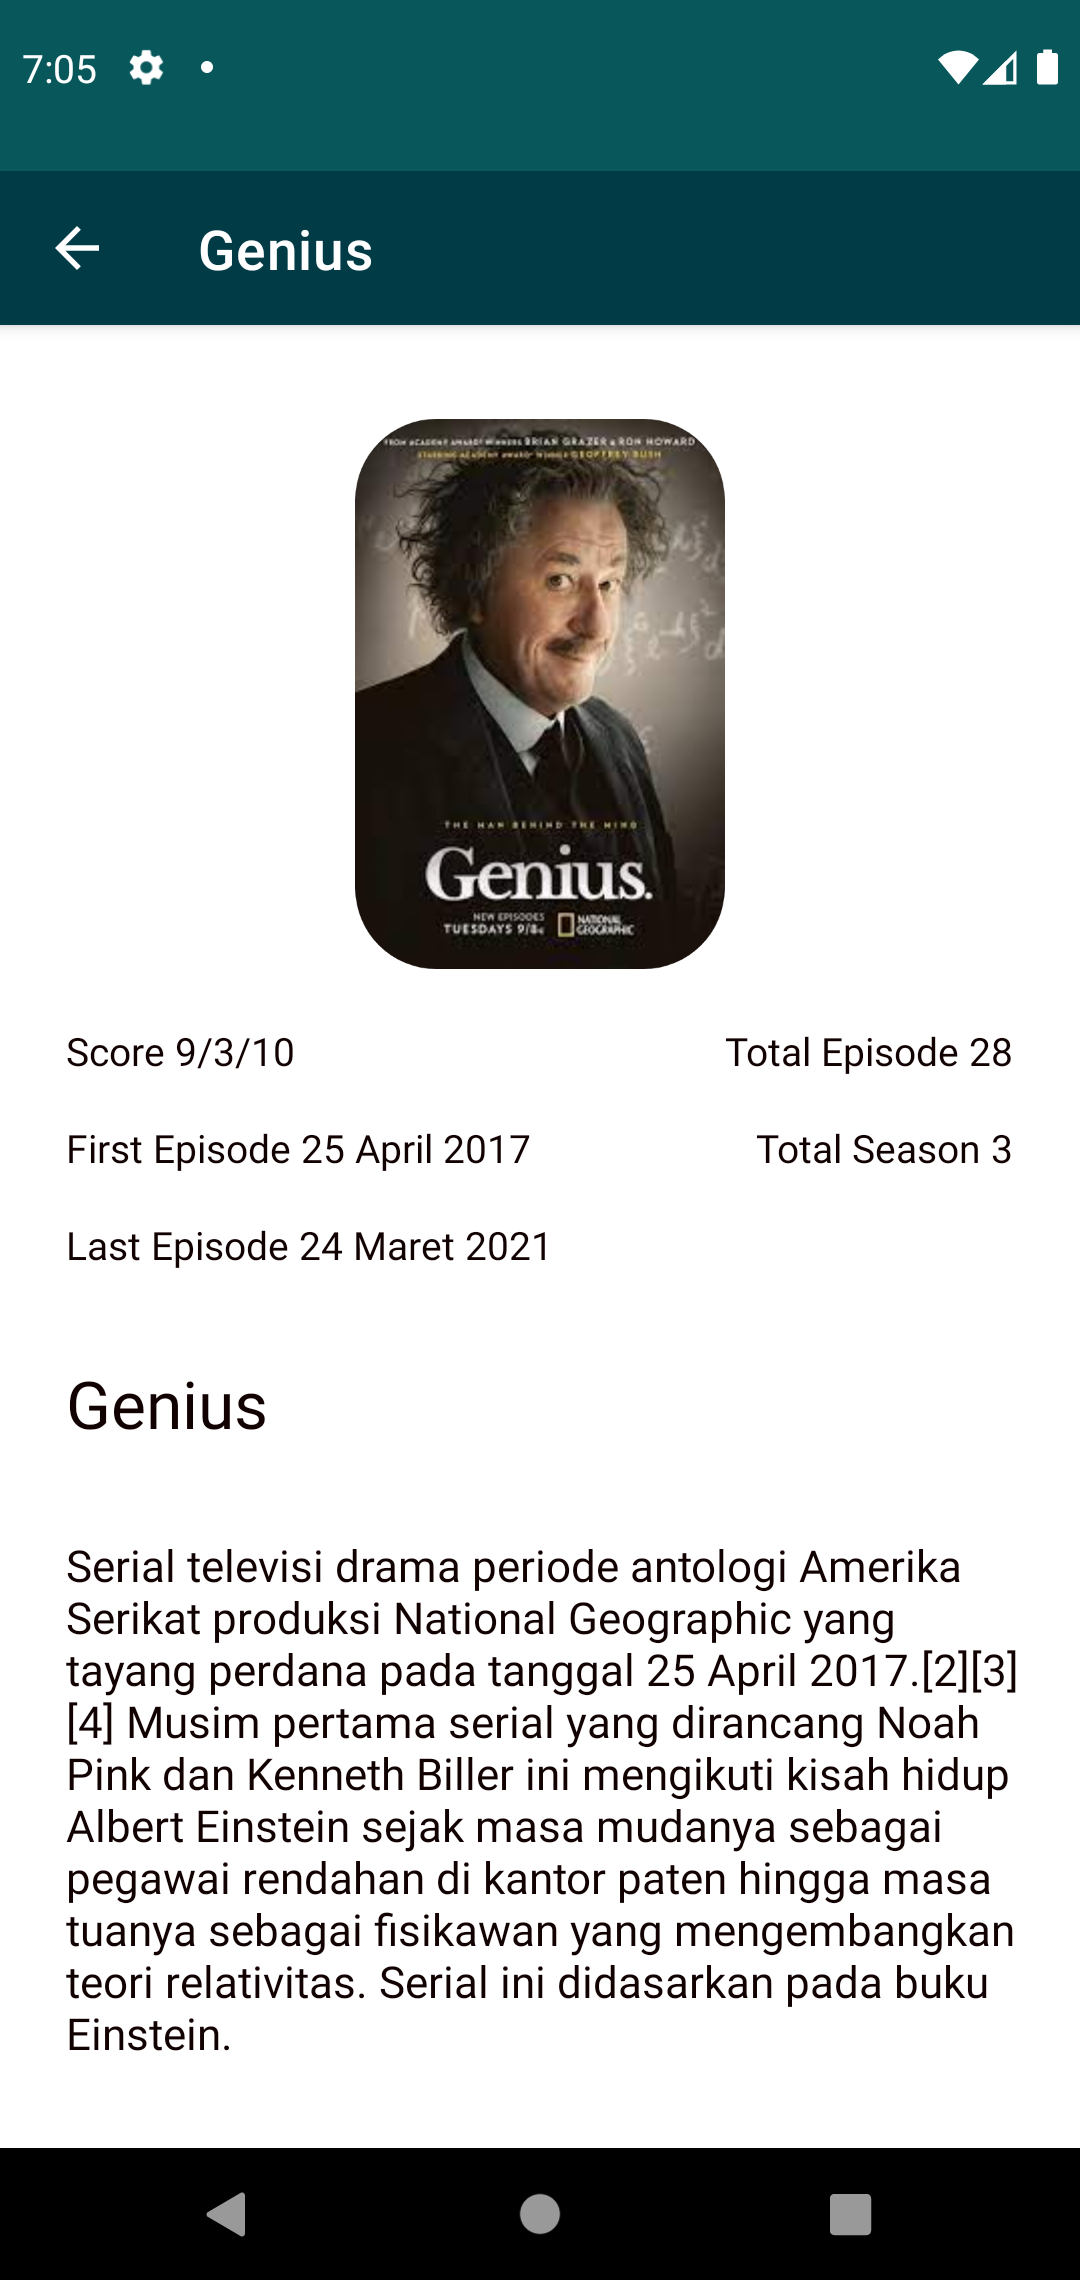 7:05
Genius
FROM ACADEMY AWARD® WINNERS BRIAN GRAZER & RON HOWARD
STARRING ACADEMY AWARD® WINNER GEOFFREY RUSH
THE MAN BEHIND THE MIND
Genius.
NEW EPISODES
TUESDAYS 9/8c
NATIONAL
GEOGRAPHIC
Score 9/3/10
Total Episode 28
First Episode 25 April 2017
Total Season 3
Last Episode 24 Maret 2021
Genius
Serial televisi drama periode antologi Amerika
Serikat produksi National Geographic yang
tayang perdana pada tanggal 25 April 2017.[2][3]
[4] Musim pertama serial yang dirancang Noah
Pink dan Kenneth Biller ini mengikuti kisah hidup
Albert Einstein sejak masa mudanya sebagai
pegawai rendahan di kantor paten hingga masa
tuanya sebagai fisikawan yang mengembangkan
teori relativitas. Serial ini didasarkan pada buku
Einstein.